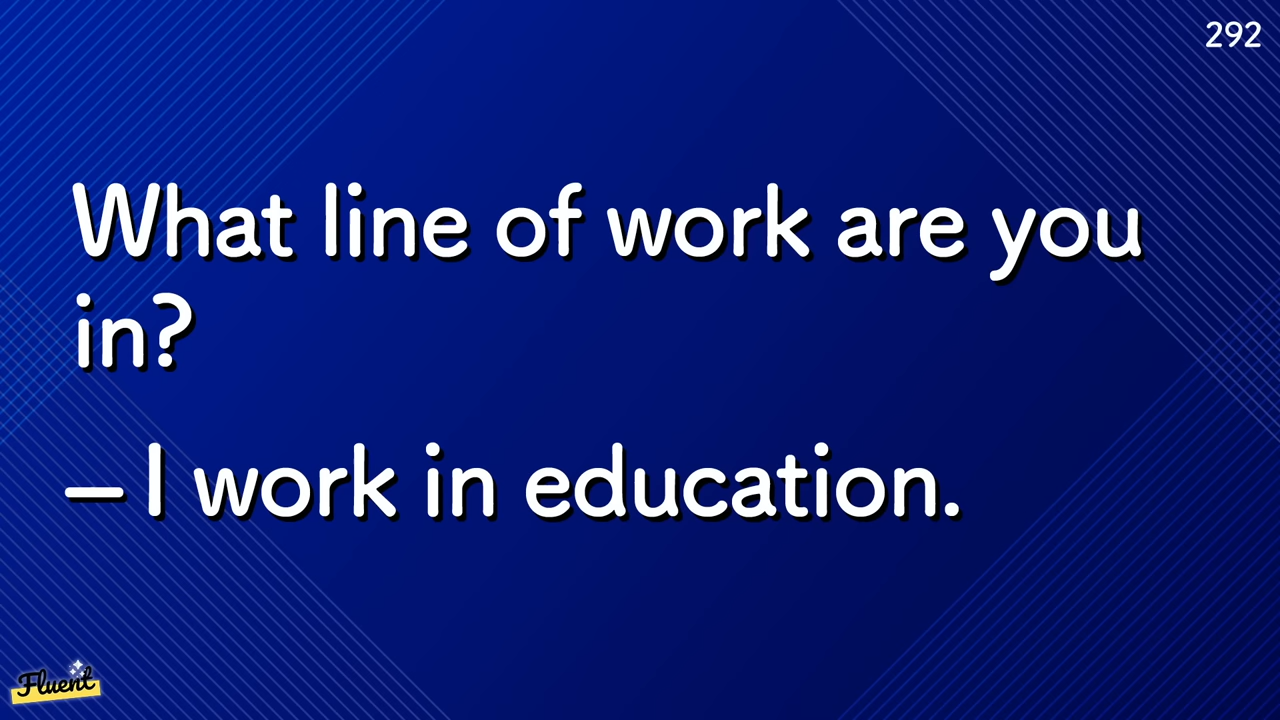 292
What line of work are you
in?
– I work in education.
Fluent